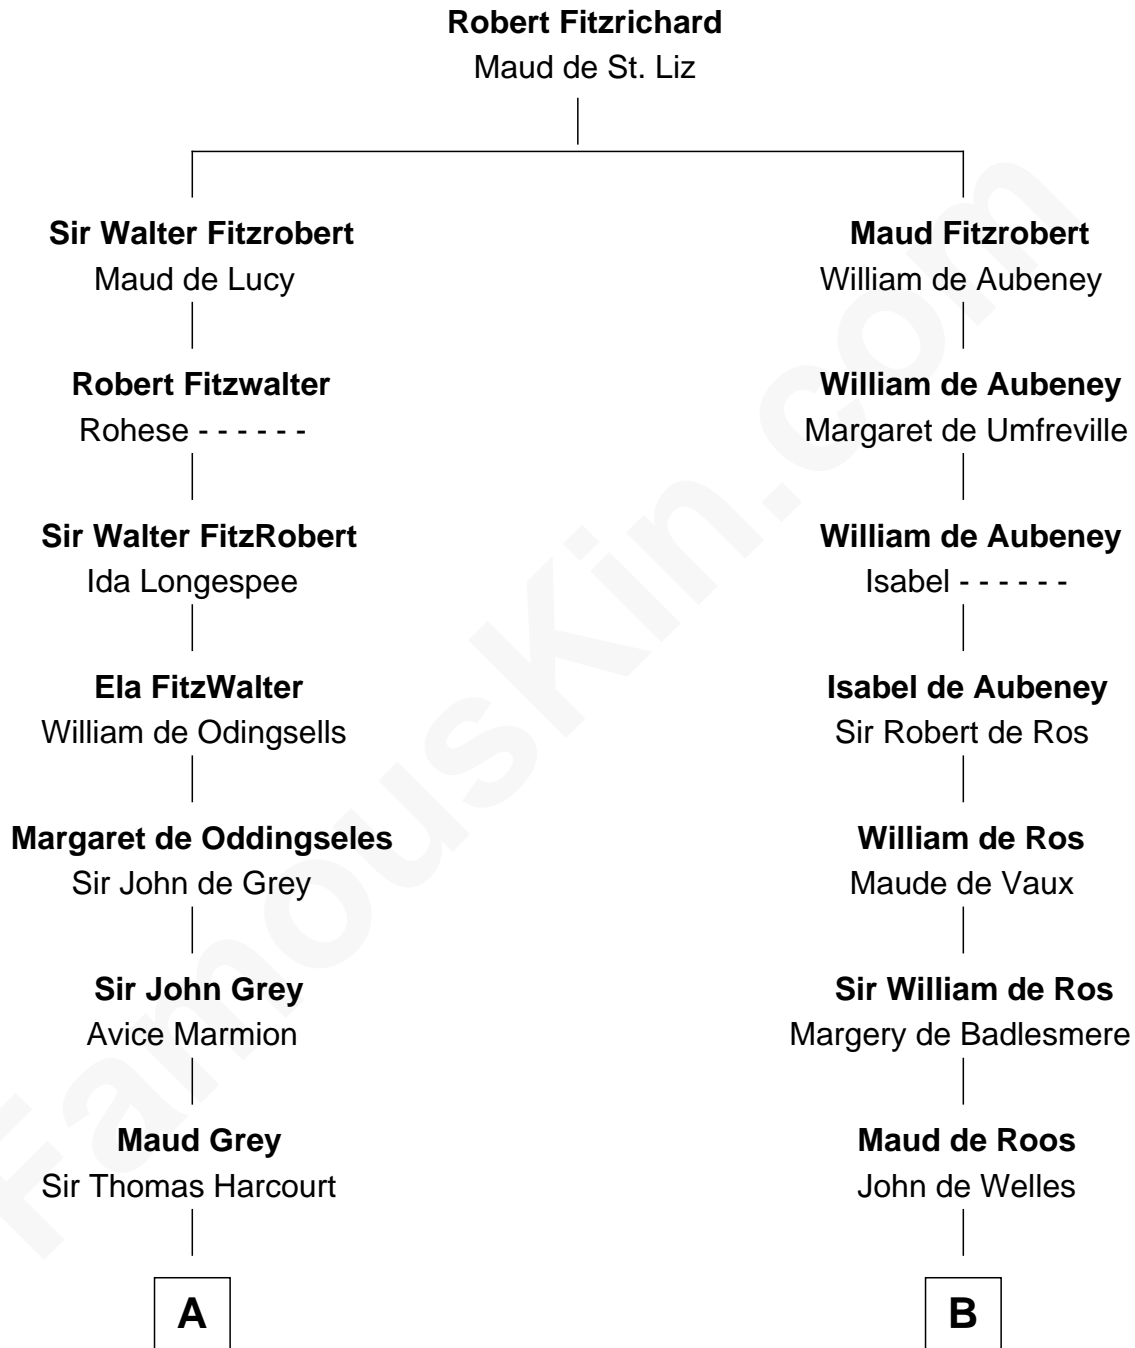 Robert Fitzrichard
Maud de St. Liz
Sir Walter Fitzrobert
Maud de Lucy
Robert Fitzwalter
Rohese - - - - - -
Sir Walter FitzRobert
Ida Longespee
Ela FitzWalter
William de Odingsells
Margaret de Oddingseles
Sir John de Grey
Sir John Grey
Avice Marmion
Maud Grey
Sir Thomas Harcourt
A
Maud Fitzrobert
William de Aubeney
William de Aubeney
Margaret de Umfreville
William de Aubeney
Isabel - - - - - -
Isabel de Aubeney
Sir Robert de Ros
William de Ros
Maude de Vaux
Sir William de Ros
Margery de Badlesmere
Maud de Roos
John de Welles
B
FamousKin.com